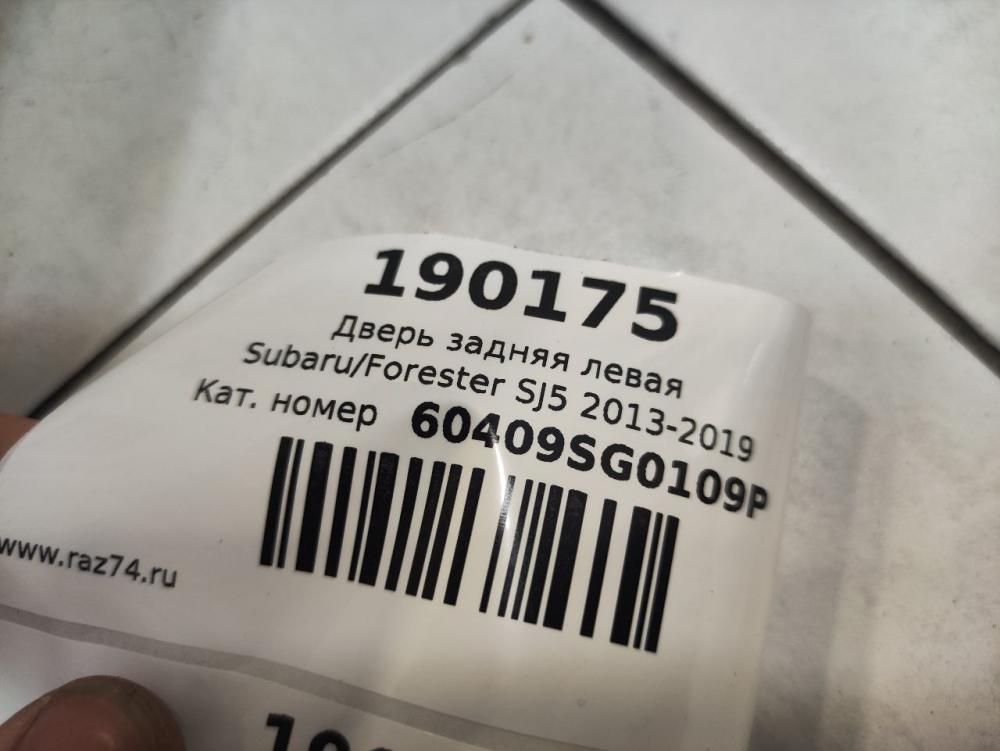 190175
Дверь задняя левая
Subaru/Forester SJ5 2013-2019
Кат. номер 60409SG0109P
www.raz74.ru